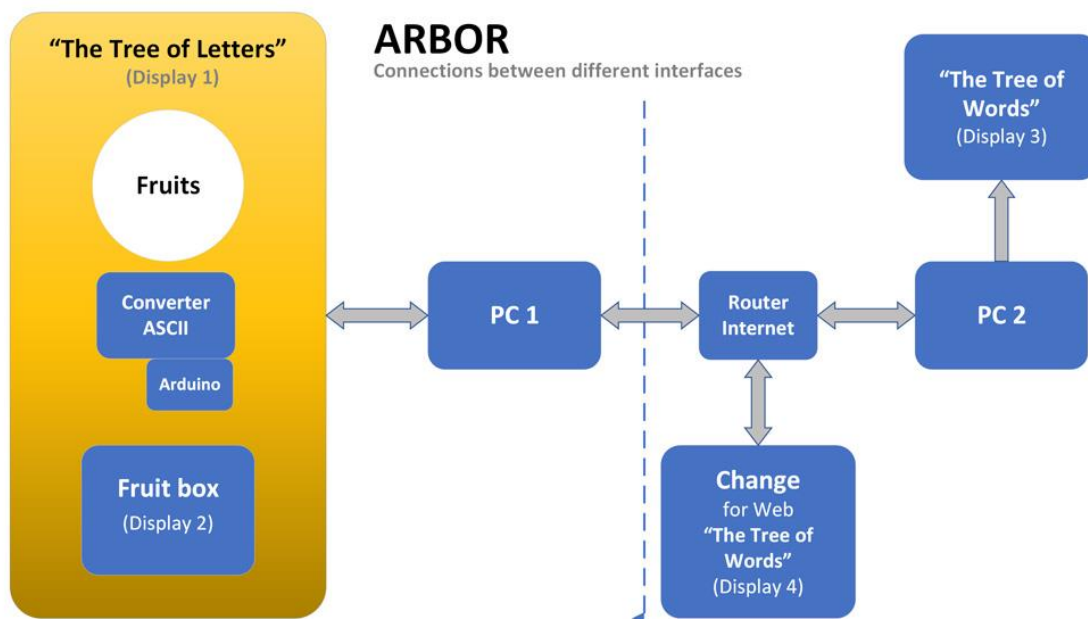 “The Tree of Letters”
(Display 1)
Fruits
Converter
ASCII
Arduino
Fruit box
(Display 2)
ARBOR
Connections between different interfaces
PC 1
Router
Internet
PC 2
“The Tree of
Words”
(Display 3)
Change
for Web
“The Tree of
Words”
(Display 4)